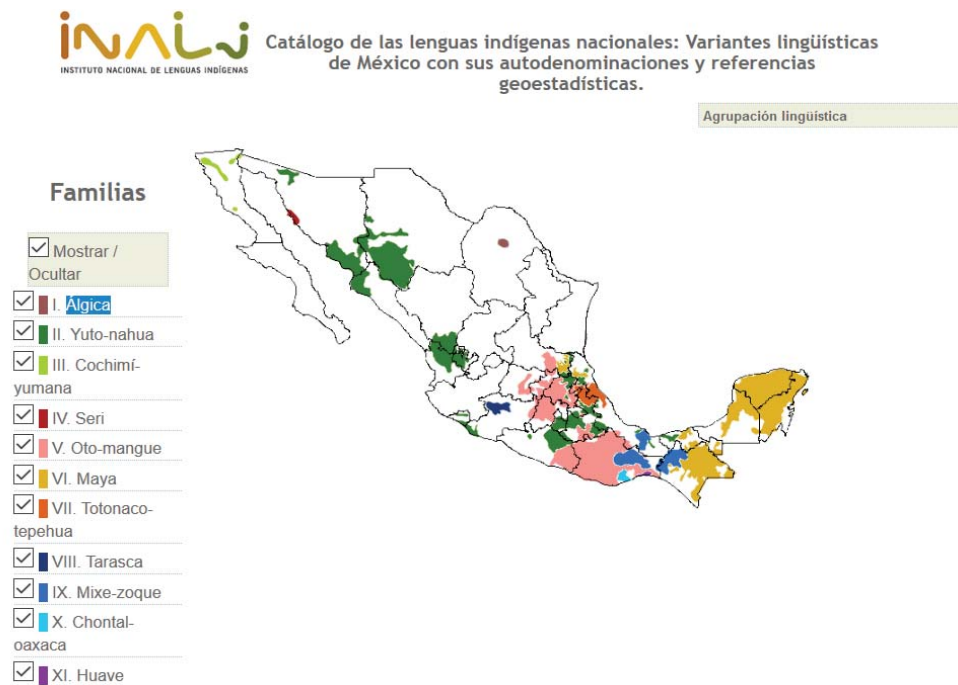 iNALi
INSTITUTO NACIONAL DE LENGUAS INDÍGENAS
Catálogo de las lenguas indígenas nacionales: Variantes lingüísticas
de México con sus autodenominaciones y referencias
geoestadísticas.
Agrupación lingüística
Familias
Mostrar /
Ocultar
I. Álgica
II. Yuto-nahua
III. Cochimí-
yumana
IV. Seri
V. Oto-mangue
VI. Maya
VII. Totonaco-
tepehua
VIII. Tarasca
IX. Mixe-zoque
X. Chontal-
oaxaca
XI. Huave